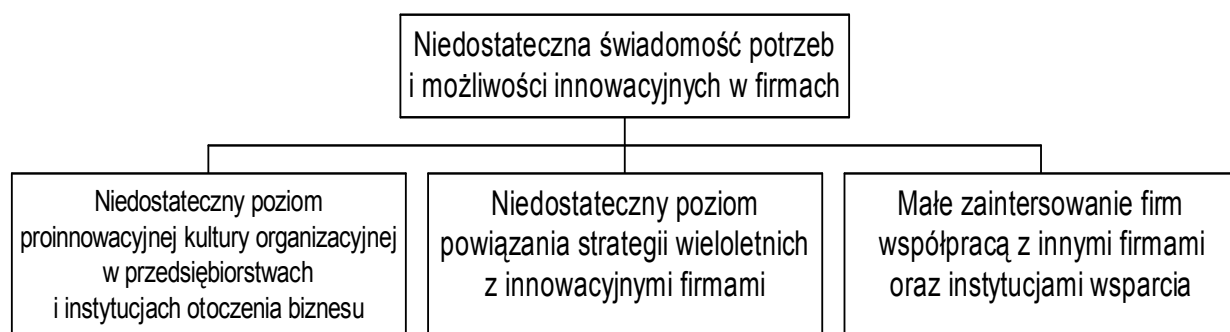 Niedostateczna świadomość potrzeb
i możliwości innowacyjnych w firmach
Niedostateczny poziom
proinnowacyjnej kultury organizacyjnej
w przedsiębiorstwach
i instytucjach otoczenia biznesu
Niedostateczny poziom
powiązania strategii wieloletnich
z innowacyjnymi firmami
Małe zaintersowanie firm
współpracą z innymi firmami
oraz instytucjami wsparcia